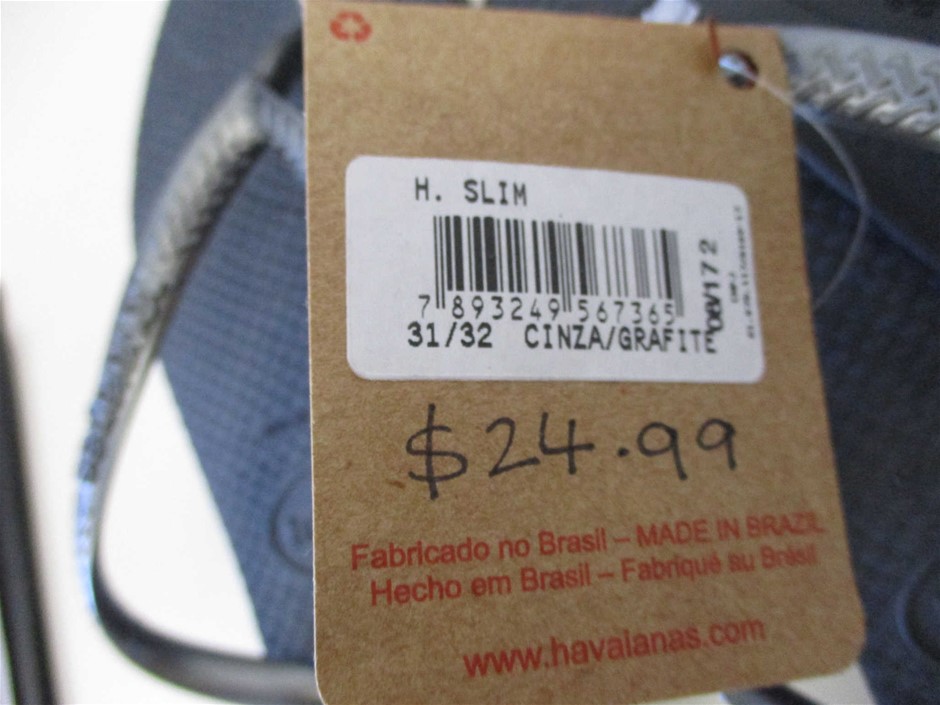 H. SLIM
7 893249 567365
31/32 CINZA/GRAFITE
$24.99
Fabricado no Brasil – MADE IN BRAZIL
Hecho em Brasil – Fabriqué au Brésil
www.havaianas.com